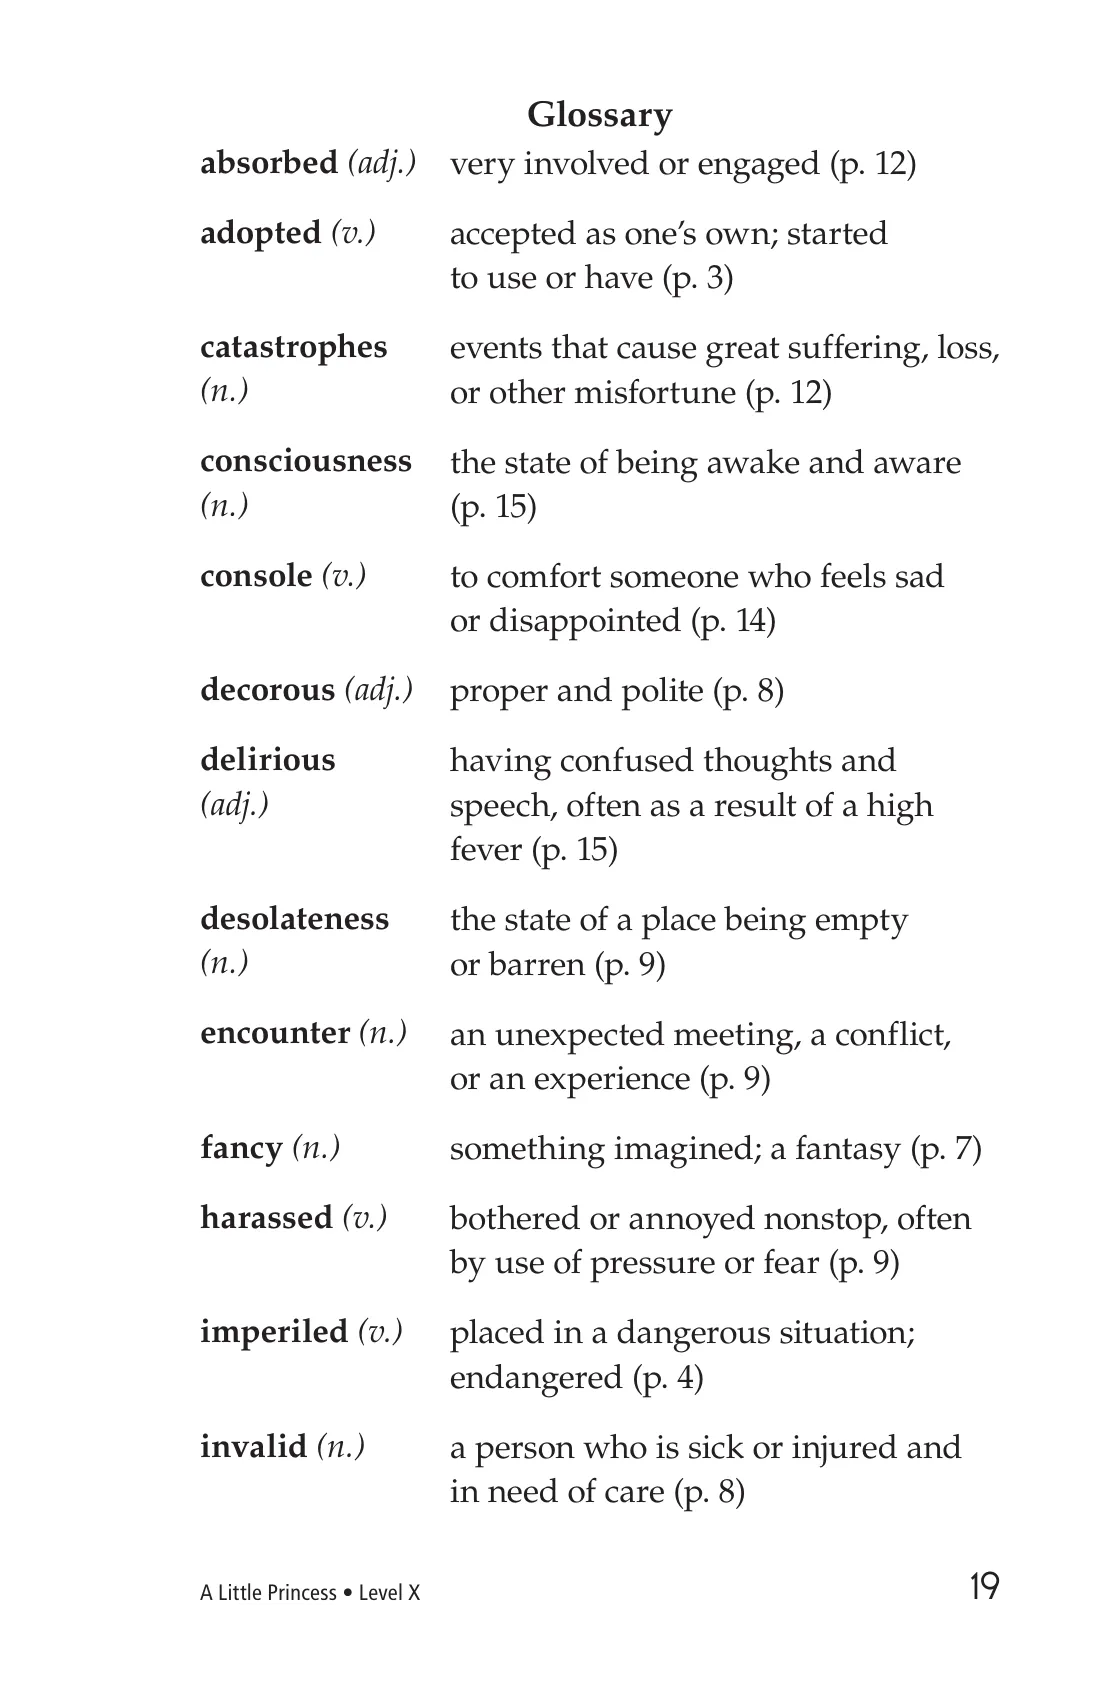 Glossary
absorbed (adj.) very involved or engaged (p. 12)
adopted (v.) accepted as one’s own; started
to use or have (p. 3)
catastrophes events that cause great suffering, loss,
(n.) or other misfortune (p. 12)
consciousness the state of being awake and aware
(n.) (p. 15)
console (v.) to comfort someone who feels sad
or disappointed (p. 14)
decorous (adj.) proper and polite (p. 8)
delirious having confused thoughts and
(adj.) speech, often as a result of a high
fever (p. 15)
desolateness the state of a place being empty
(n.) or barren (p. 9)
encounter (n.) an unexpected meeting, a conflict,
or an experience (p. 9)
fancy (n.) something imagined; a fantasy (p. 7)
harassed (v.) bothered or annoyed nonstop, often
by use of pressure or fear (p. 9)
imperiled (v.) placed in a dangerous situation;
endangered (p. 4)
invalid (n.) a person who is sick or injured and
in need of care (p. 8)
A Little Princess • Level X 19